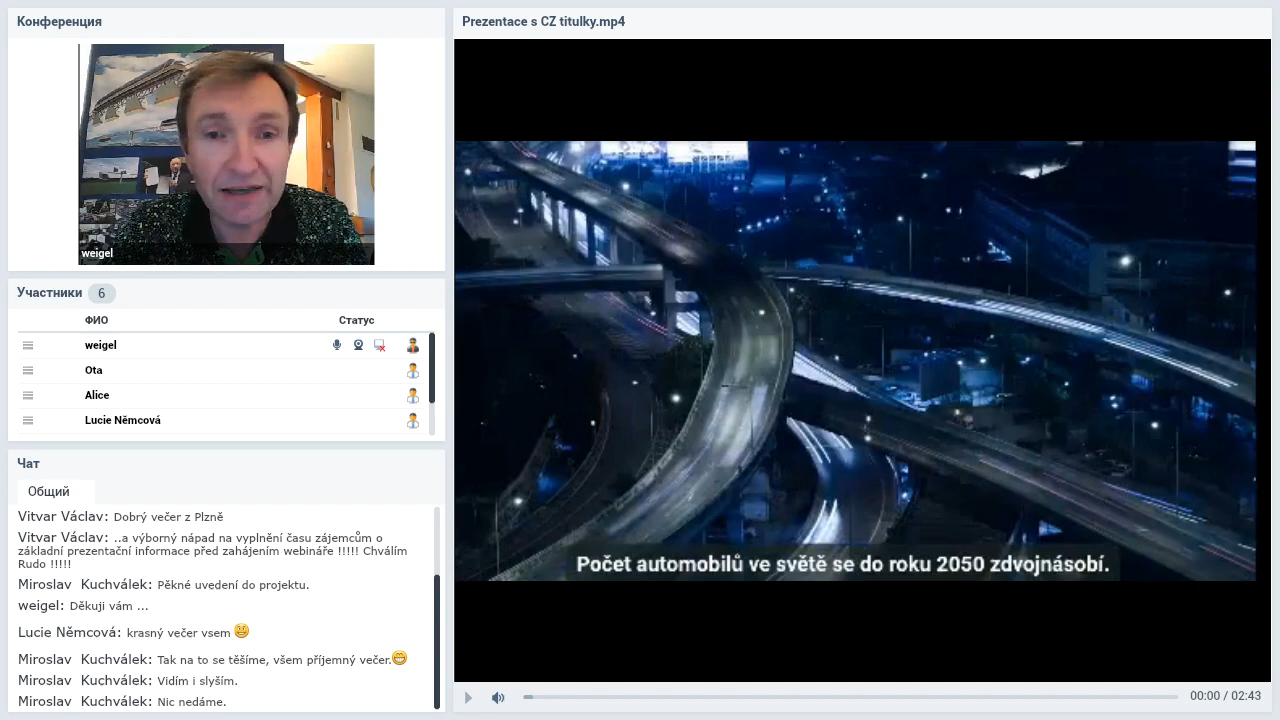 Конференция
weigel
Участники 6
ФИО Статус
weigel
Ota
Alice
Lucie Němcová
Чат
Общий
Vitvar Václav: Dobrý večer z Plzně
Vitvar Václav: ..a výborný nápad na vyplnění času zájemcům o
základní prezentační informace před zahájením webináře !!!!! Chválím
Rudo !!!!!
Miroslav Kuchválek: Pěkné uvedení do projektu.
weigel: Děkuji vám ...
Lucie Němcová: krasný večer vsem
Miroslav Kuchválek: Tak na to se těšíme, všem příjemný večer.
Miroslav Kuchválek: Vidím i slyším.
Miroslav Kuchválek: Nic nedáme.
Prezentace s CZ titulky.mp4
Počet automobilů ve světě se do roku 2050 zdvojnásobí.
00:00 / 02:43